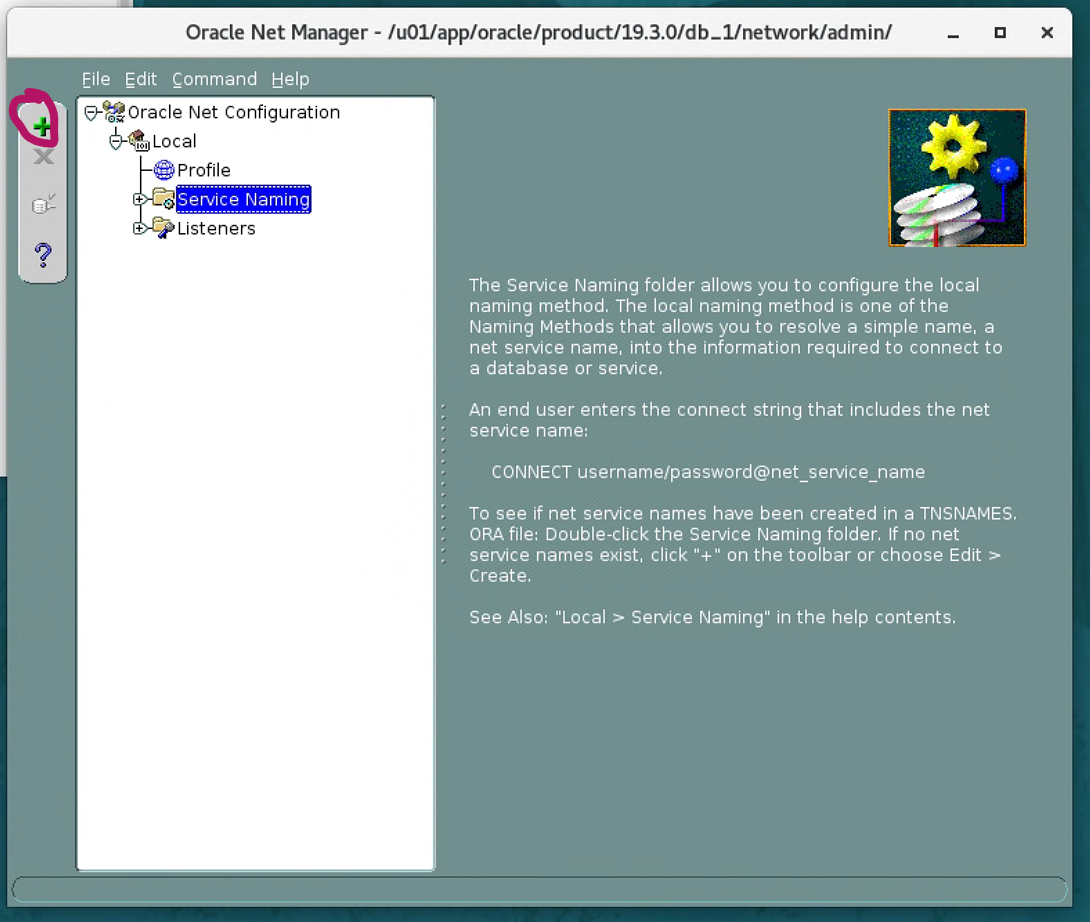 Oracle Net Manager - /u01/app/oracle/product/19.3.0/db_1/network/admin/
File Edit Command Help
Oracle Net Configuration
Local
Profile
Service Naming
Listeners
The Service Naming folder allows you to configure the local
naming method. The local naming method is one of the
Naming Methods that allows you to resolve a simple name, a
net service name, into the information required to connect to
a database or service.
An end user enters the connect string that includes the net
service name:
CONNECT username/password@net_service_name
To see if net service names have been created in a TNSNAMES.
ORA file: Double-click the Service Naming folder. If no net
service names exist, click "+" on the toolbar or choose Edit >
Create.
See Also: "Local > Service Naming" in the help contents.